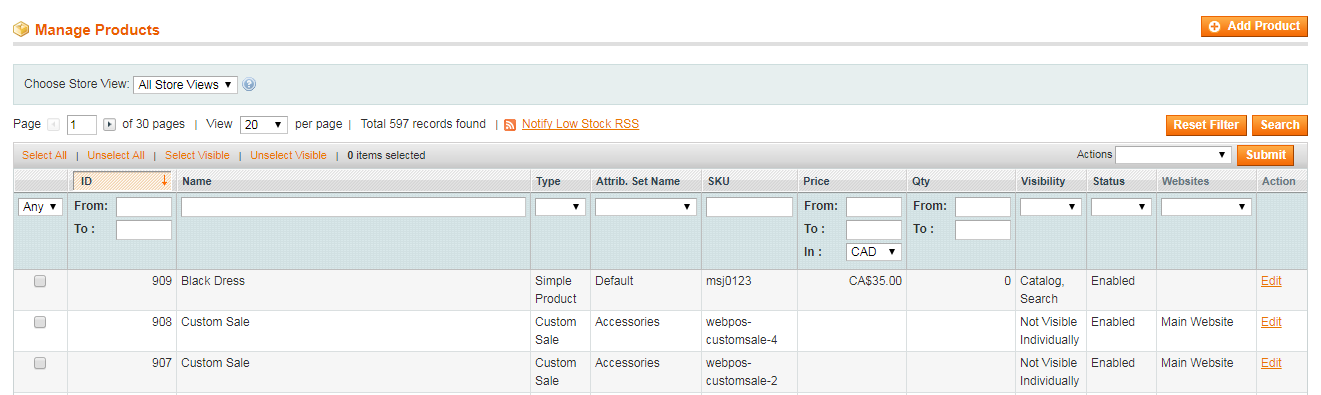 Manage Products
Add Product
Choose Store View: All Store Views
Page 1 of 30 pages | View 20 per page | Total 597 records found | Notify Low Stock RSS
Reset Filter Search
Select All | Unselect All | Select Visible | Unselect Visible | 0 items selected
Actions Submit
ID Name Type Attrib. Set Name SKU Price Qty Visibility Status Websites Action
Any From: From: From:
To : To : To :
In : CAD
909 Black Dress Simple Default msj0123 CA$35.00 0 Catalog, Enabled Edit
Product Search
908 Custom Sale Custom Accessories webpos- Not Visible Enabled Main Website Edit
Sale customsale-4 Individually
907 Custom Sale Custom Accessories webpos- Not Visible Enabled Main Website Edit
Sale customsale-2 Individually